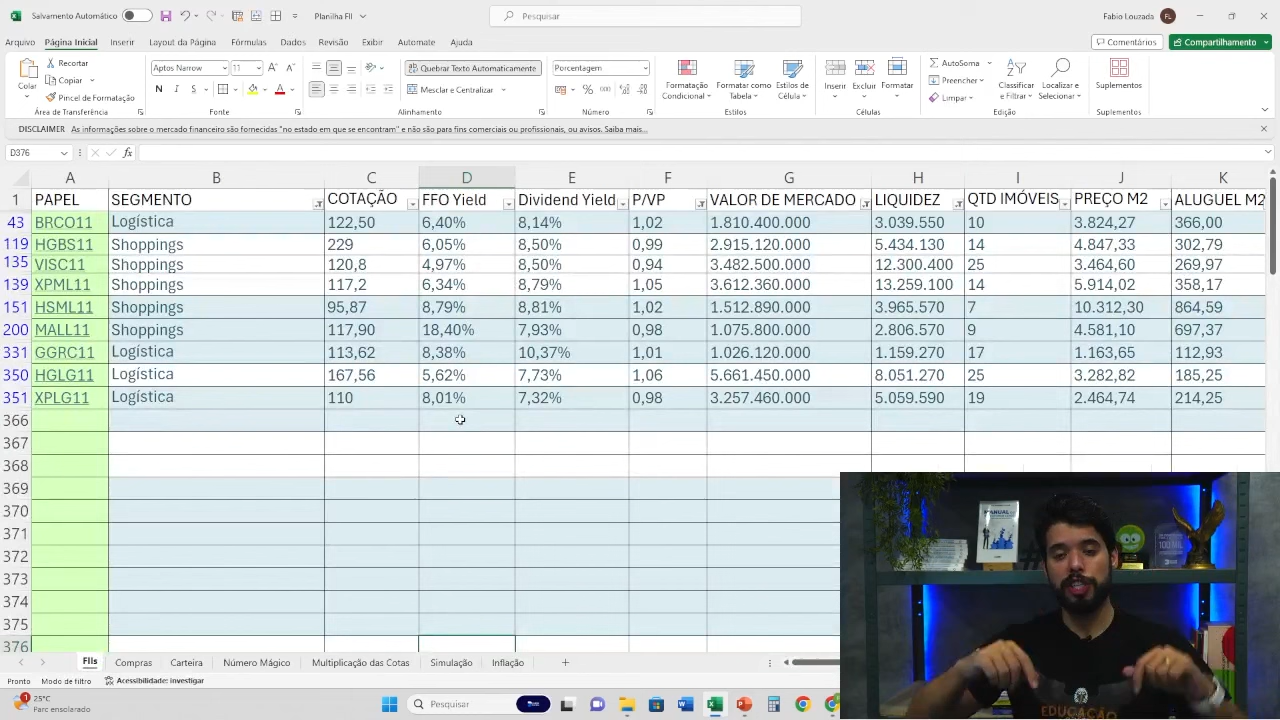 Salvamento Automático
Planilha FII
Pesquisar
Fabio Louzada
FL
Arquivo
Página Inicial
Inserir
Layout da Página
Fórmulas
Dados
Revisão
Exibir
Automate
Ajuda
Comentários
Compartilhamento
Colar
Recortar
Copiar
Pincel de Formatação
Área de Transferência
Aptos Narrow
11
N I S
Fonte
Quebrar Texto Automaticamente
Mesclar e Centralizar
Alinhamento
Porcentagem
Número
Formatação Condicional
Formatar como Tabela
Estilos de Célula
Estilos
Inserir
Excluir
Formatar
Células
AutoSoma
Preencher
Limpar
Classificar e Filtrar
Localizar e Selecionar
Edição
Suplementos
Suplementos
DISCLAIMER As informações sobre o mercado financeiro são fornecidas "no estado em que se encontram" e não são para fins comerciais ou profissionais, ou avisos. Saiba mais...
D376
fx
A B C D E F G H I J K
1 PAPEL SEGMENTO COTAÇÃO FFO Yield Dividend Yield P/VP VALOR DE MERCADO LIQUIDEZ QTD IMÓVEIS PREÇO M2 ALUGUEL M2
43 BRCO11 Logística 122,50 6,40% 8,14% 1,02 1.810.400.000 3.039.550 10 3.824,27 366,00
119 HGBS11 Shoppings 229 6,05% 8,50% 0,99 2.915.120.000 5.434.130 14 4.847,33 302,79
135 VISC11 Shoppings 120,8 4,97% 8,50% 0,94 3.482.500.000 12.300.400 25 3.464,60 269,97
139 XPML11 Shoppings 117,2 6,34% 8,79% 1,05 3.612.360.000 13.259.100 14 5.914,02 358,17
151 HSML11 Shoppings 95,87 8,79% 8,81% 1,02 1.512.890.000 3.965.570 7 10.312,30 864,59
200 MALL11 Shoppings 117,90 18,40% 7,93% 0,98 1.075.800.000 2.806.570 9 4.581,10 697,37
331 GGRC11 Logística 113,62 8,38% 10,37% 1,01 1.026.120.000 1.159.270 17 1.163,65 112,93
350 HGLG11 Logística 167,56 5,62% 7,73% 1,06 5.661.450.000 8.051.270 25 3.282,82 185,25
351 XPLG11 Logística 110 8,01% 7,32% 0,98 3.257.460.000 5.059.590 19 2.464,74 214,25
366
367
368
369
370
371
372
373
374
375
376
MANUAL
EDUCAÇÃO
FIIs
Compras
Carteira
Número Mágico
Multiplicação das Cotas
Simulação
Inflação
Pronto
Modo de filtro
Acessibilidade: investigar
1
25°C
Parc ensolarado
Pesquisar